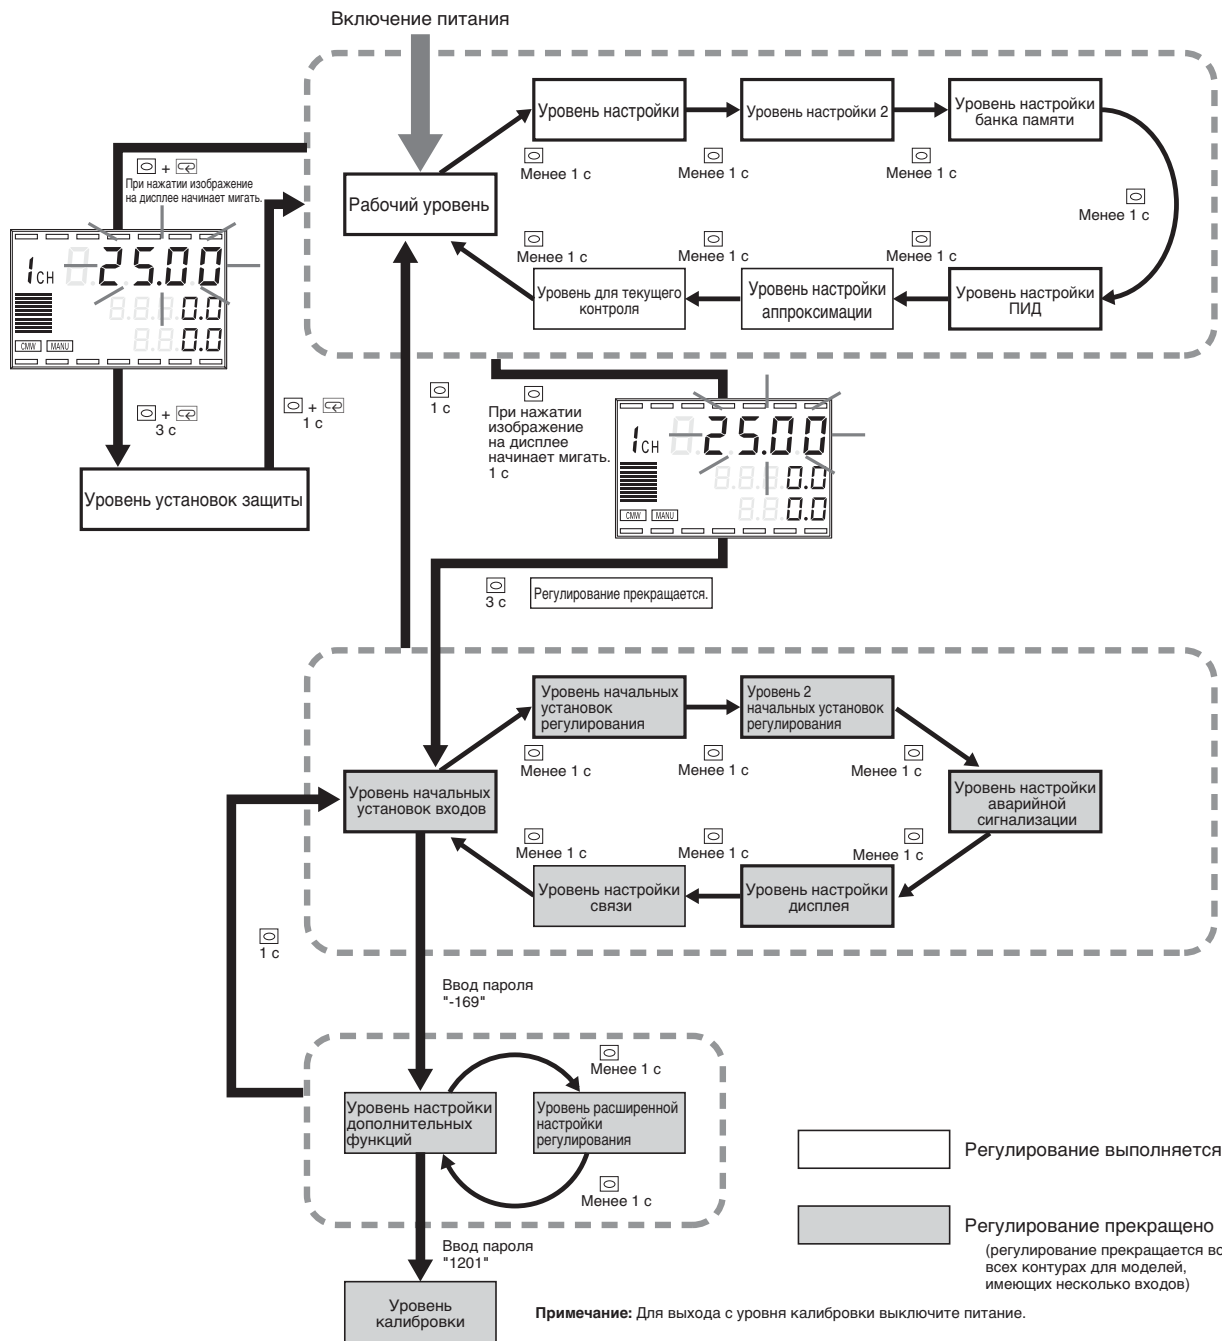 Включение питания
Уровень настройки
Уровень настройки 2
Уровень настройки
банка памяти
Менее 1 с
Менее 1 с
Менее 1 с
Менее 1 с
+
При нажатии изображение
на дисплее начинает мигать.
Рабочий уровень
Менее 1 с
Менее 1 с
Менее 1 с
Уровень для текущего
контроля
Уровень настройки
аппроксимации
Уровень настройки
ПИД
1 CH 25.00
0.0
0.0
CMW MANU
+
3 с
+
1 с
Уровень установок защиты
1 с
При нажатии
изображение
на дисплее
начинает мигать.
1 с
1 CH 25.00
0.0
0.0
CMW MANU
3 с
Регулирование прекращается.
Уровень начальных
установок
регулирования
Уровень 2
начальных установок
регулирования
Менее 1 с
Менее 1 с
Менее 1 с
Уровень начальных
установок входов
Уровень настройки
аварийной
сигнализации
Менее 1 с
Менее 1 с
Менее 1 с
Уровень настройки
связи
Уровень настройки
дисплея
1 с
Ввод пароля
"-169"
Менее 1 с
Уровень настройки
дополнительных
функций
Уровень расширенной
настройки
регулирования
Менее 1 с
Регулирование выполняется
Регулирование прекращено
(регулирование прекращается во
всех контурах для моделей,
имеющих несколько входов)
Ввод пароля
"1201"
Уровень
калибровки
Примечание: Для выхода с уровня калибровки выключите питание.